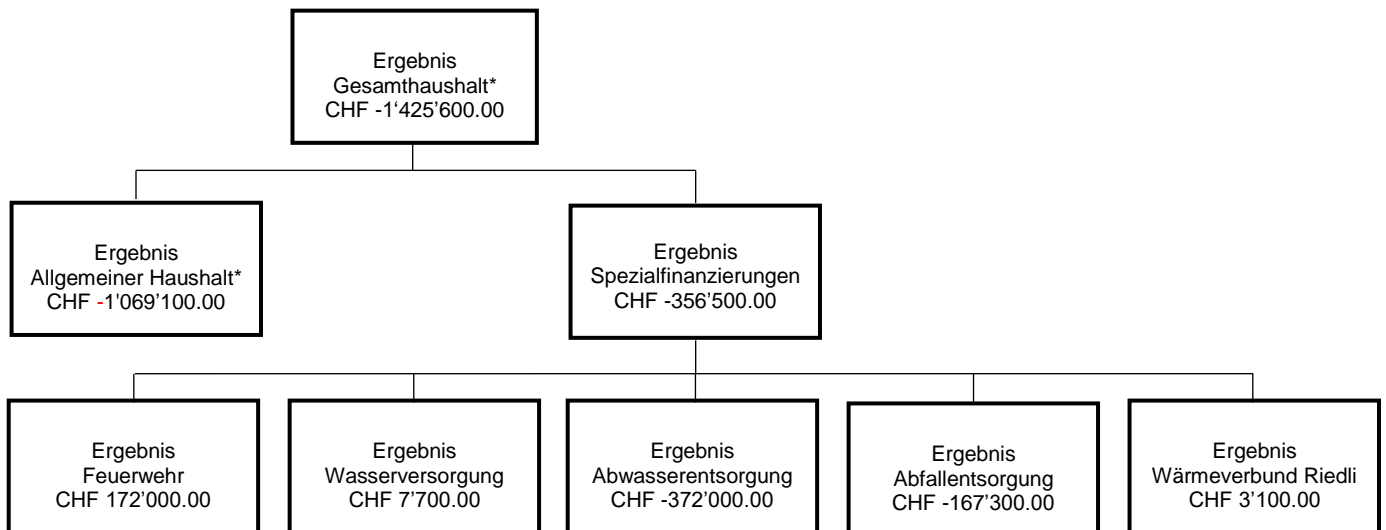 Ergebnis
Gesamthaushalt*
CHF -1‘425’600.00
Ergebnis
Allgemeiner Haushalt*
CHF -1'069’100.00
Ergebnis
Spezialfinanzierungen
CHF -356’500.00
Ergebnis
Feuerwehr
CHF 172’000.00
Ergebnis
Wasserversorgung
CHF 7’700.00
Ergebnis
Abwasserentsorgung
CHF -372’000.00
Ergebnis
Abfallentsorgung
CHF -167’300.00
Ergebnis
Wärmeverbund Riedli
CHF 3’100.00